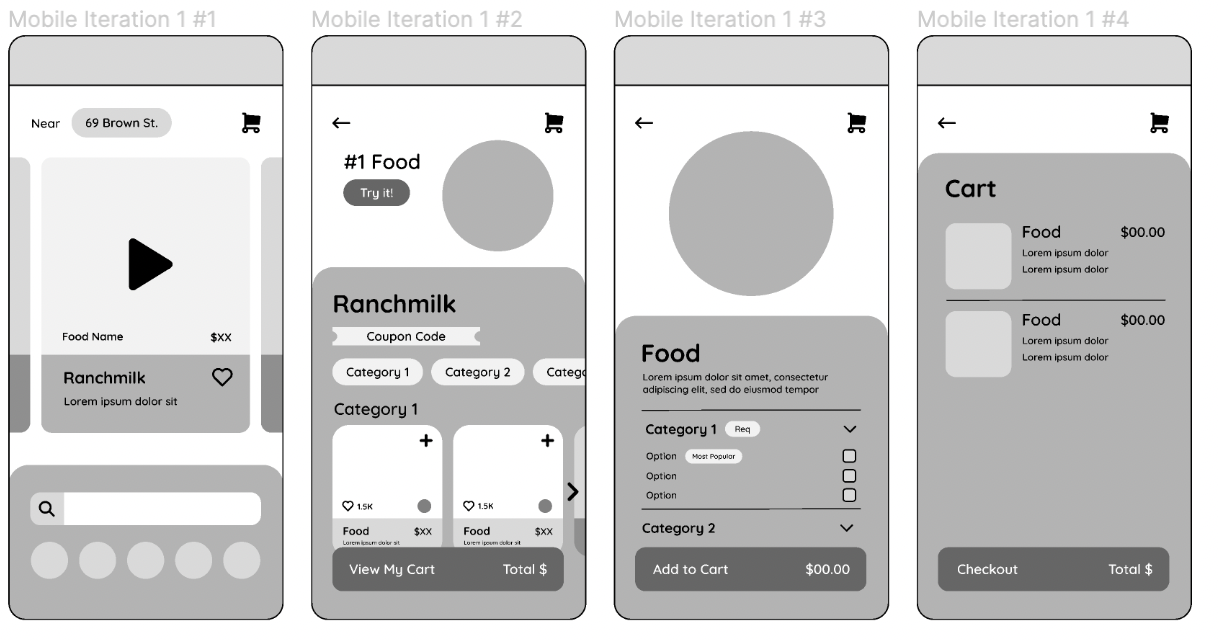 Mobile Iteration 1 #1
Near
69 Brown St.
Food Name
$XX
Ranchmilk
Lorem ipsum dolor sit
Mobile Iteration 1 #2
#1 Food
Try it!
Ranchmilk
Coupon Code
Category 1
Category 2
Catego
Category 1
1.5K
1.5K
Food
$XX
Food
$XX
Lorem ipsum dolor sit
Lorem ipsum dolor sit
View My Cart
Total $
Mobile Iteration 1 #3
Food
Lorem ipsum dolor sit amet, consectetur
adipiscing elit, sed do eiusmod tempor
Category 1
Req
Option
Most Popular
Option
Option
Category 2
Add to Cart
$00.00
Mobile Iteration 1 #4
Cart
Food
$00.00
Lorem ipsum dolor
Lorem ipsum dolor
Food
$00.00
Lorem ipsum dolor
Lorem ipsum dolor
Checkout
Total $